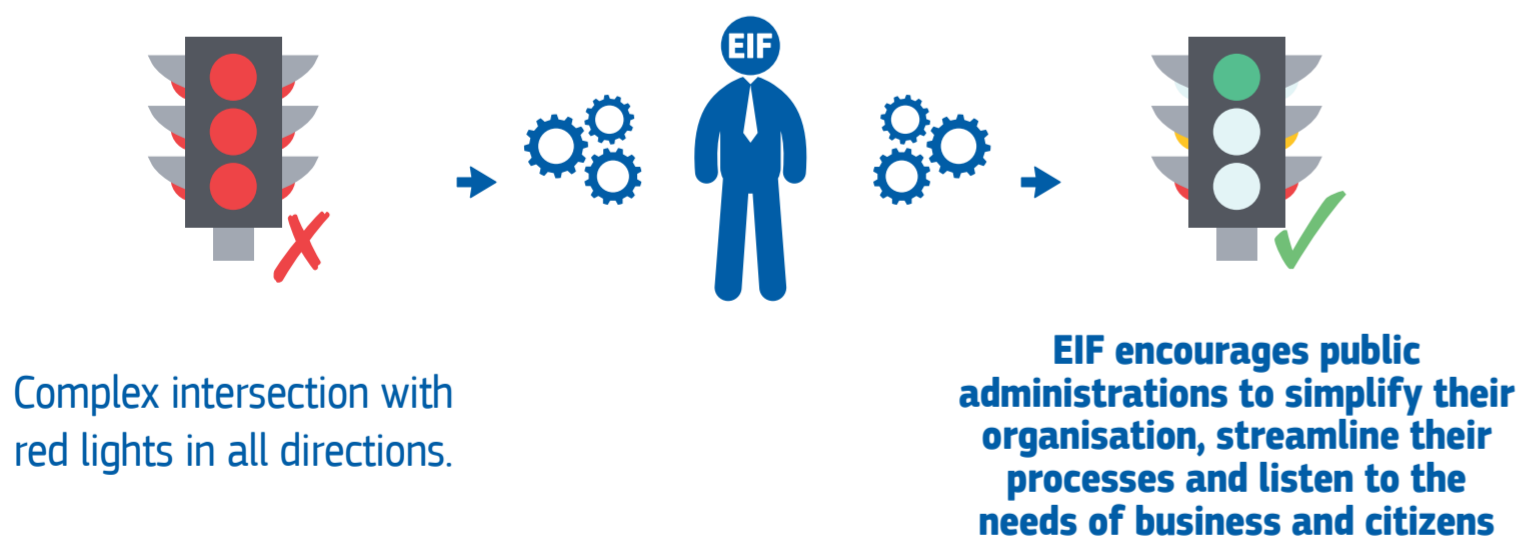 EIF
Complex intersection with
red lights in all directions.
EIF encourages public
administrations to simplify their
organisation, streamline their
processes and listen to the
needs of business and citizens